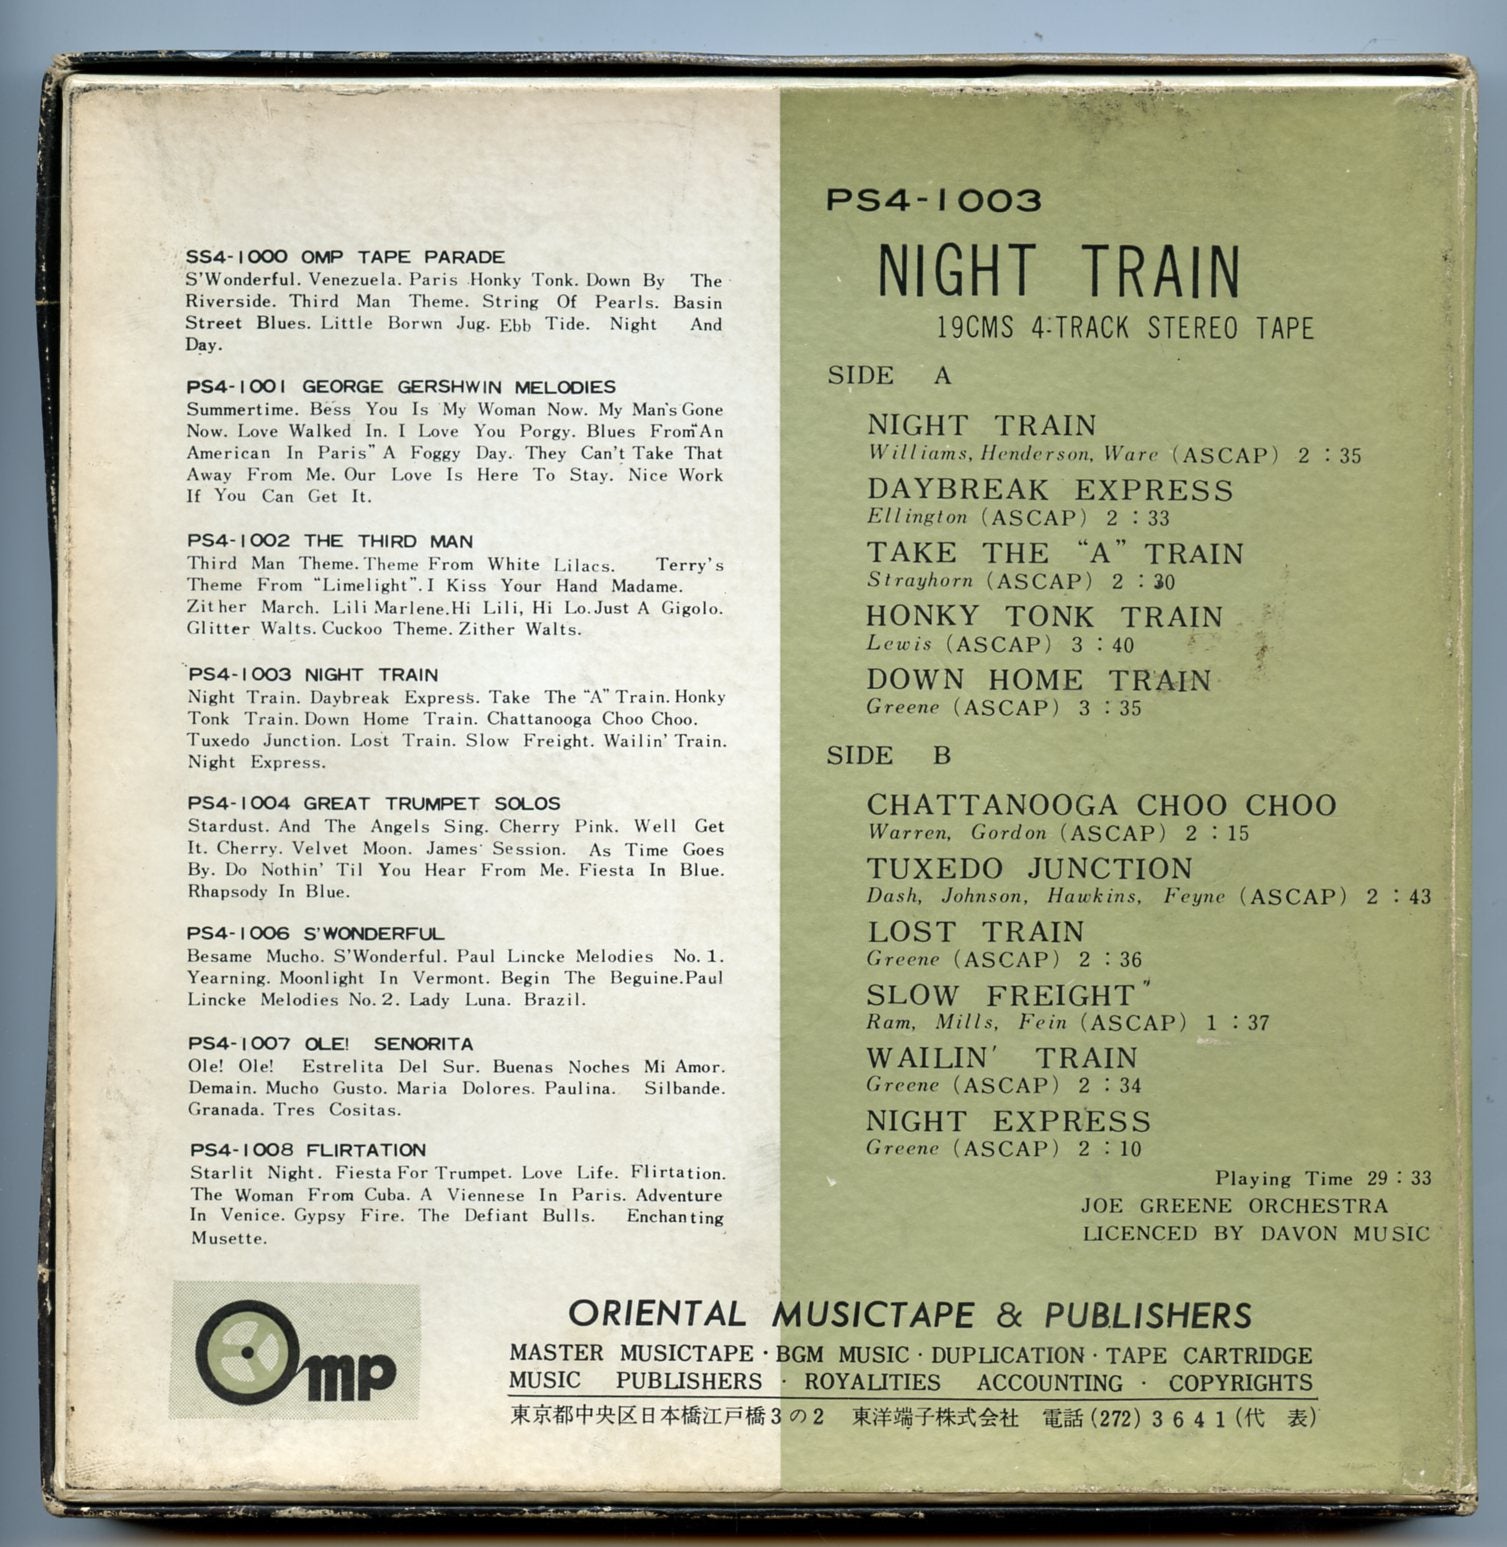 SS4-1000 OMP TAPE PARADE
S'Wonderful. Venezuela. Paris Honky Tonk. Down By The
Riverside. Third Man Theme. String Of Pearls. Basin
Street Blues. Little Borwn Jug. Ebb Tide. Night And
Day.
PS4-1001 GEORGE GERSHWIN MELODIES
Summertime. Bess You Is My Woman Now. My Man's Gone
Now. Love Walked In. I Love You Porgy. Blues From "An
American In Paris" A Foggy Day. They Can't Take That
Away From Me. Our Love Is Here To Stay. Nice Work
If You Can Get It.
PS4-1002 THE THIRD MAN
Third Man Theme. Theme From White Lilacs. Terry's
Theme From "Limelight". I Kiss Your Hand Madame.
Zither March. Lili Marlene. Hi Lili, Hi Lo. Just A Gigolo.
Glitter Walts. Cuckoo Theme. Zither Walts.
PS4-1003 NIGHT TRAIN
Night Train. Daybreak Express. Take The "A" Train. Honky
Tonk Train. Down Home Train. Chattanooga Choo Choo.
Tuxedo Junction. Lost Train. Slow Freight. Wailin' Train.
Night Express.
PS4-1004 GREAT TRUMPET SOLOS
Stardust. And The Angels Sing. Cherry Pink. Well Get
It. Cherry. Velvet Moon. James' Session. As Time Goes
By. Do Nothin' Til You Hear From Me. Fiesta In Blue.
Rhapsody In Blue.
PS4-1006 S'WONDERFUL
Besame Mucho. S'Wonderful. Paul Lincke Melodies No. 1.
Yearning. Moonlight In Vermont. Begin The Beguine. Paul
Lincke Melodies No. 2. Lady Luna. Brazil.
PS4-1007 OLE! SENORITA
Ole! Ole! Estrelita Del Sur. Buenas Noches Mi Amor.
Demain. Mucho Gusto. Maria Dolores. Paulina. Silbande.
Granada. Tres Cositas.
PS4-1008 FLIRTATION
Starlit Night. Fiesta For Trumpet. Love Life. Flirtation.
The Woman From Cuba. A Viennese In Paris. Adventure
In Venice. Gypsy Fire. The Defiant Bulls. Enchanting
Musette.
PS4-1003
NIGHT TRAIN
19CMS 4-TRACK STEREO TAPE
SIDE A
NIGHT TRAIN
Williams, Henderson, Ware (ASCAP) 2 : 35
DAYBREAK EXPRESS
Ellington (ASCAP) 2 : 33
TAKE THE "A" TRAIN
Strayhorn (ASCAP) 2 : 30
HONKY TONK TRAIN
Lewis (ASCAP) 3 : 40
DOWN HOME TRAIN
Greene (ASCAP) 3 : 35
SIDE B
CHATTANOOGA CHOO CHOO
Warren, Gordon (ASCAP) 2 : 15
TUXEDO JUNCTION
Dash, Johnson, Hawkins, Feyne (ASCAP) 2 : 43
LOST TRAIN
Greene (ASCAP) 2 : 36
SLOW FREIGHT"
Ram, Mills, Fein (ASCAP) 1 : 37
WAILIN' TRAIN
Greene (ASCAP) 2 : 34
NIGHT EXPRESS
Greene (ASCAP) 2 : 10
Playing Time 29 : 33
JOE GREENE ORCHESTRA
LICENCED BY DAVON MUSIC
Omp
ORIENTAL MUSICTAPE & PUBLISHERS
MASTER MUSICTAPE · BGM MUSIC · DUPLICATION · TAPE CARTRIDGE
MUSIC PUBLISHERS · ROYALITIES ACCOUNTING · COPYRIGHTS
東京都中央区日本橋江戸橋3の2 東洋端子株式会社 電話(272)3641(代 表)